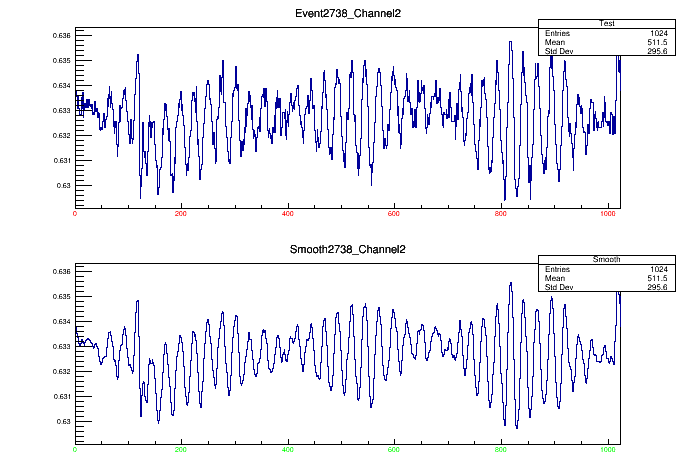 Event2738_Channel2
Test
Entries 1024
Mean 511.5
Std Dev 295.6
0.636
0.635
0.634
0.633
0.632
0.631
0.63
0 200 400 600 800 1000
Smooth2738_Channel2
Smooth
Entries 1024
Mean 511.5
Std Dev 295.6
0.636
0.635
0.634
0.633
0.632
0.631
0.63
0 200 400 600 800 1000